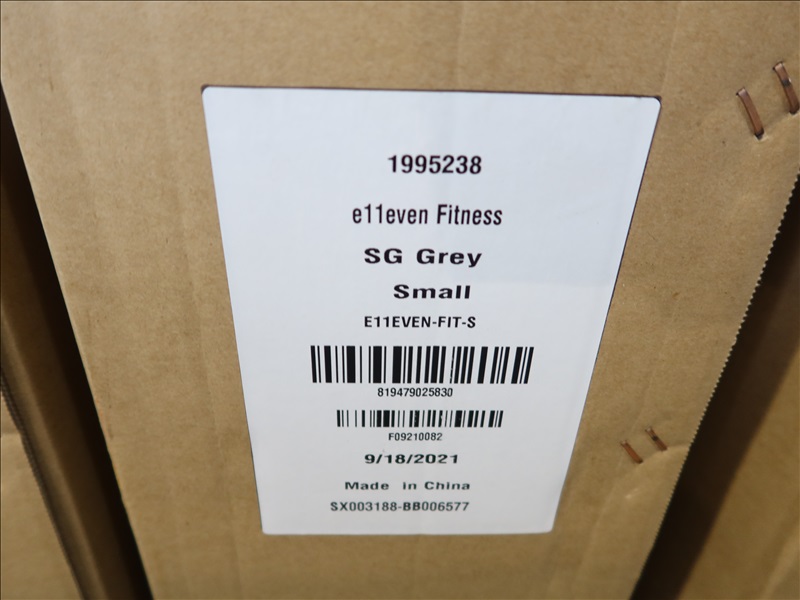 1995238
e11even Fitness
SG Grey
Small
E11EVEN-FIT-S
819479025830
F09210082
9/18/2021
Made in China
SX003188-BB006577